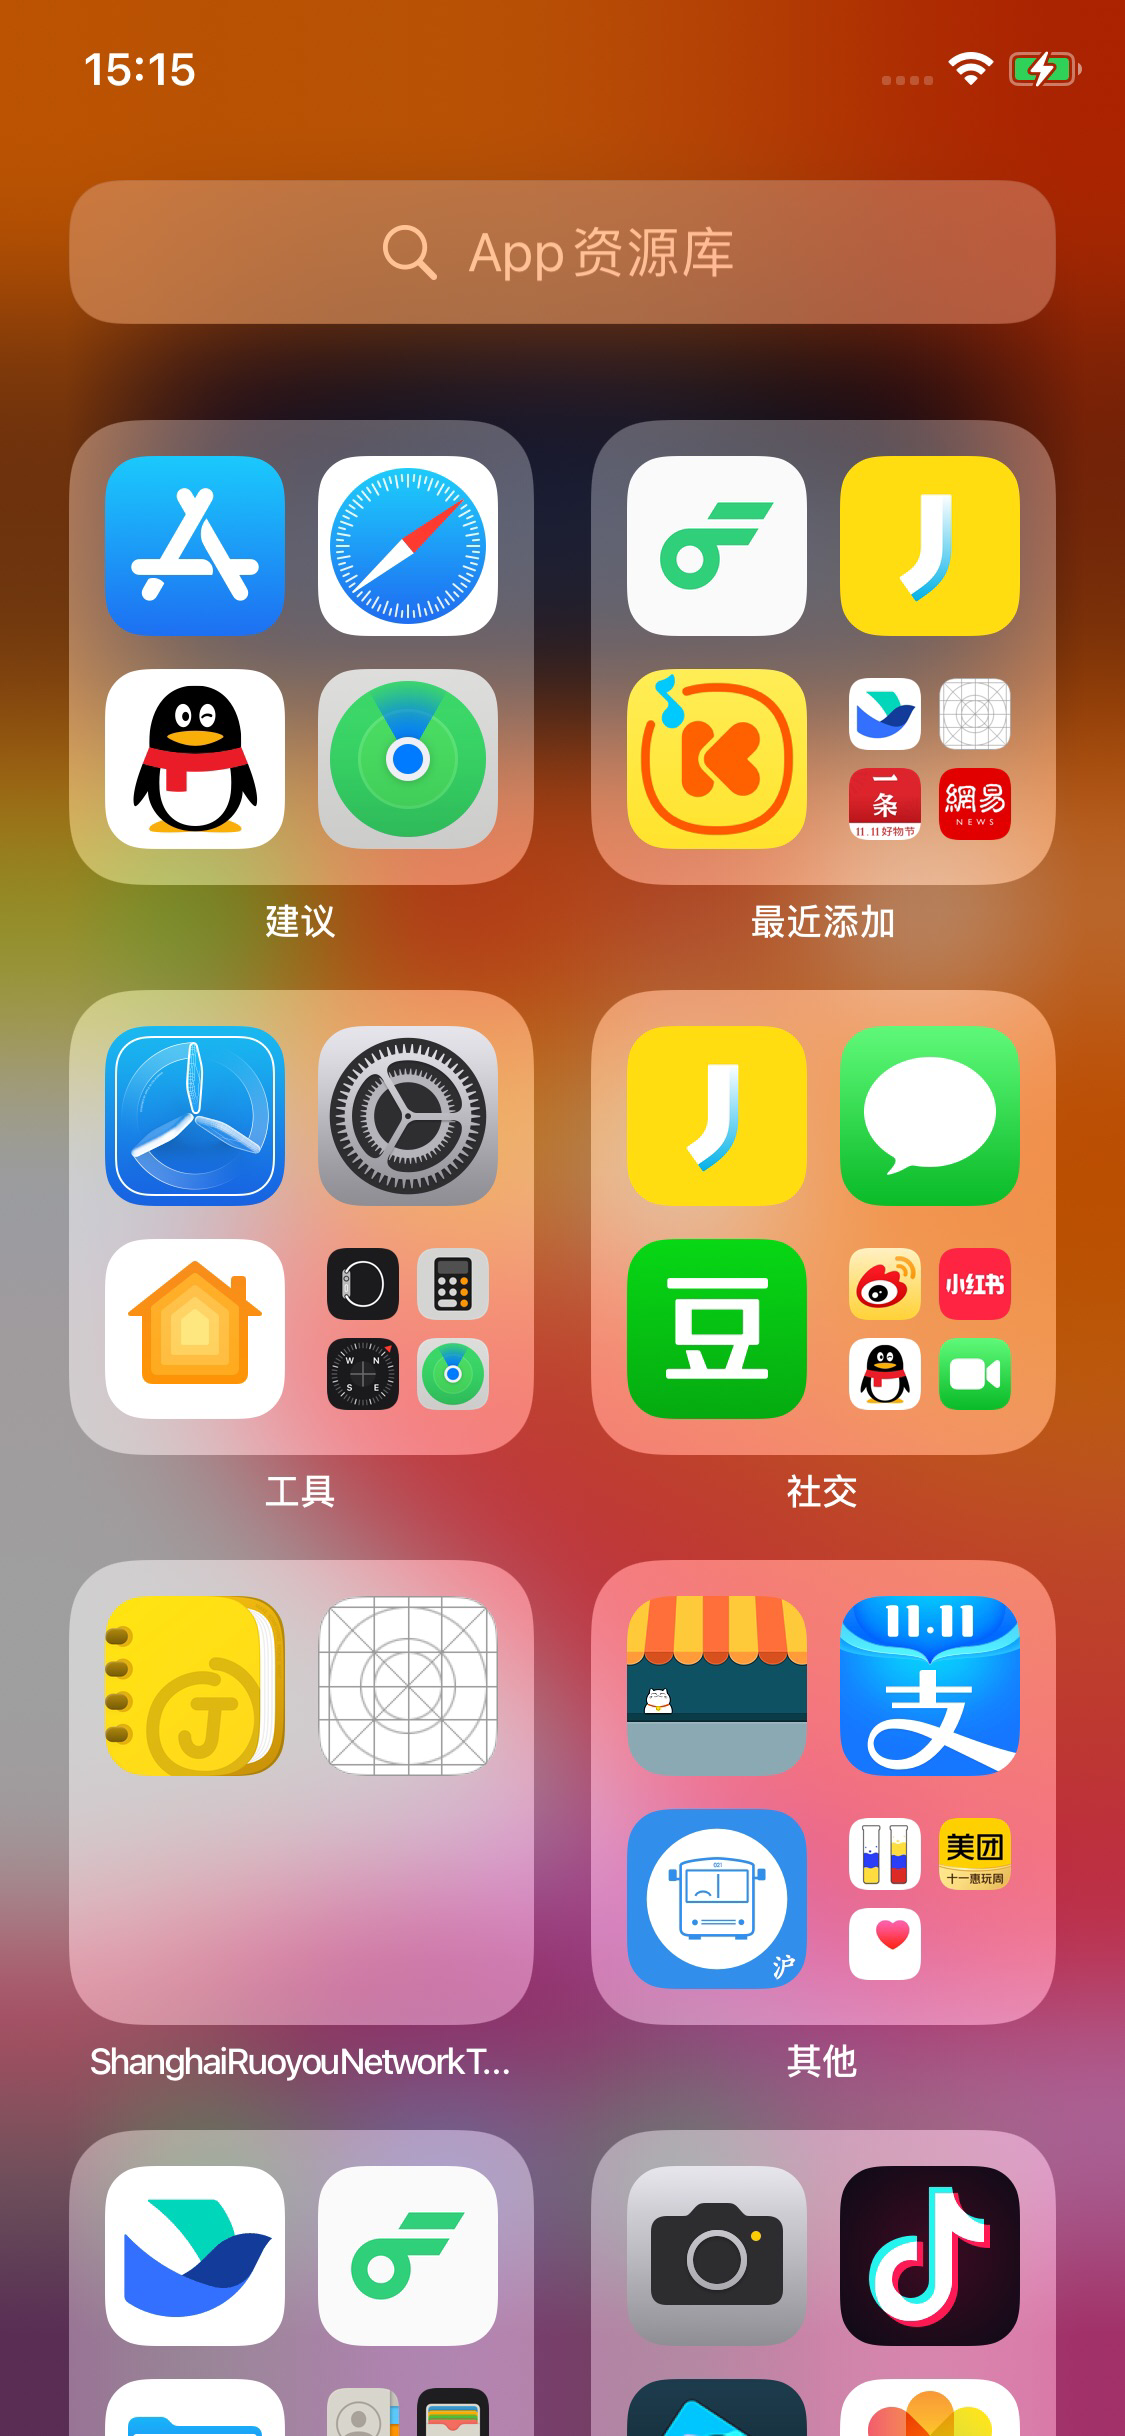 15:15
App资源库
一
条
11.11好物节
網易
NEWS
建议
最近添加
豆
W N
S E
小红书
工具
社交
J
11.11
支
021
沪
美团
十一惠玩周
ShanghaiRuoyouNetworkT...
其他